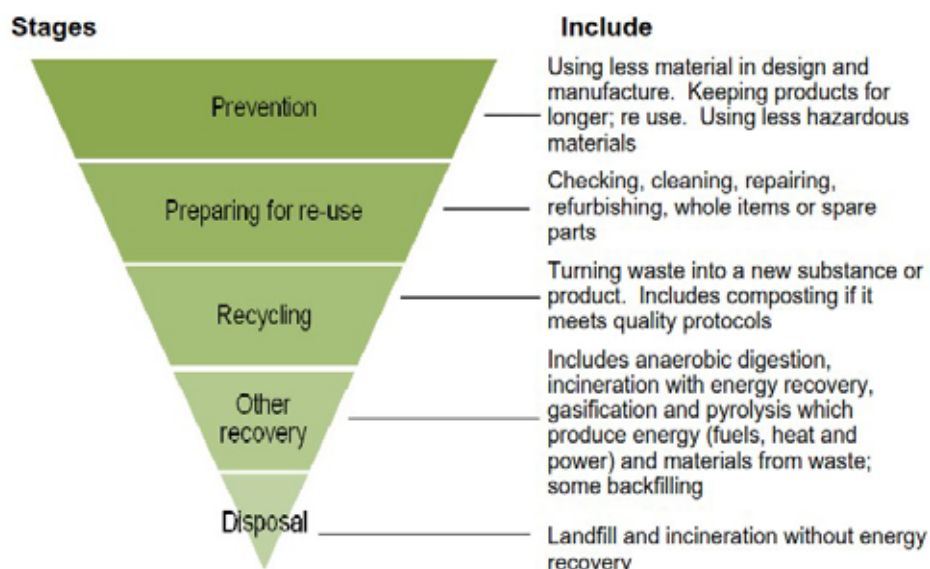 Stages
Include
Prevention
Using less material in design and
manufacture. Keeping products for
longer; re use. Using less hazardous
materials
Preparing for re-use
Checking, cleaning, repairing,
refurbishing, whole items or spare
parts
Recycling
Turning waste into a new substance or
product. Includes composting if it
meets quality protocols
Other
recovery
Includes anaerobic digestion,
incineration with energy recovery,
gasification and pyrolysis which
produce energy (fuels, heat and
power) and materials from waste;
some backfilling
Disposal
Landfill and incineration without energy
recovery